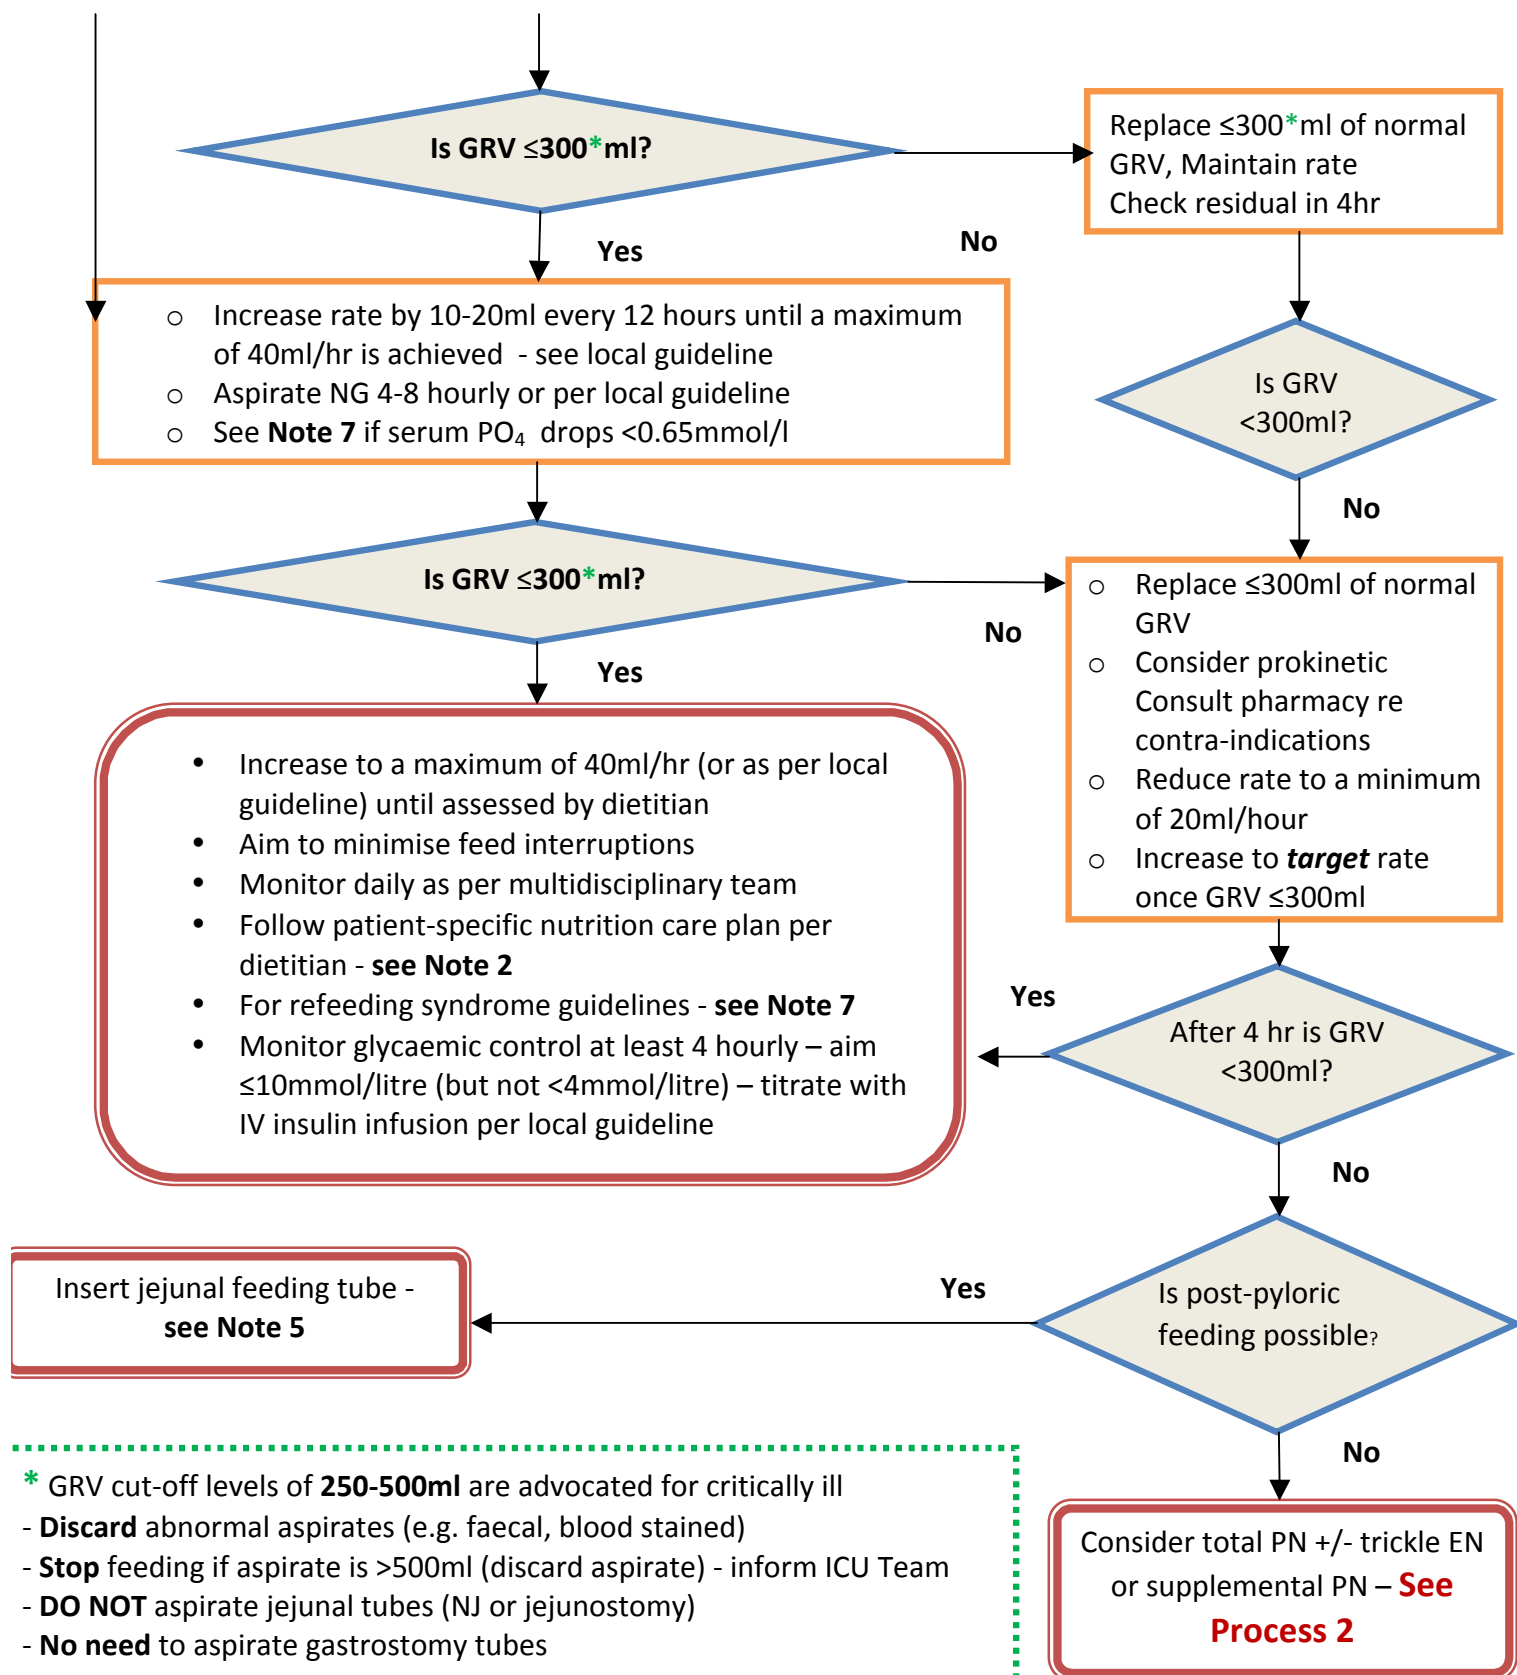 Is GRV ≤300*ml?
Replace ≤300*ml of normal
GRV, Maintain rate
Check residual in 4hr
Yes
No
o Increase rate by 10-20ml every 12 hours until a maximum
of 40ml/hr is achieved - see local guideline
o Aspirate NG 4-8 hourly or per local guideline
o See Note 7 if serum PO₄ drops <0.65mmol/l
Is GRV
<300ml?
No
Is GRV ≤300*ml?
No
Yes
o Replace ≤300ml of normal
GRV
o Consider prokinetic
Consult pharmacy re
contra-indications
o Reduce rate to a minimum
of 20ml/hour
o Increase to target rate
once GRV ≤300ml
• Increase to a maximum of 40ml/hr (or as per local
guideline) until assessed by dietitian
• Aim to minimise feed interruptions
• Monitor daily as per multidisciplinary team
• Follow patient-specific nutrition care plan per
dietitian - see Note 2
• For refeeding syndrome guidelines - see Note 7
• Monitor glycaemic control at least 4 hourly – aim
≤10mmol/litre (but not <4mmol/litre) – titrate with
IV insulin infusion per local guideline
Yes
After 4 hr is GRV
<300ml?
No
Insert jejunal feeding tube -
see Note 5
Yes
Is post-pyloric
feeding possible?
No
* GRV cut-off levels of 250-500ml are advocated for critically ill
- Discard abnormal aspirates (e.g. faecal, blood stained)
- Stop feeding if aspirate is >500ml (discard aspirate) - inform ICU Team
- DO NOT aspirate jejunal tubes (NJ or jejunostomy)
- No need to aspirate gastrostomy tubes
Consider total PN +/- trickle EN
or supplemental PN – See
Process 2